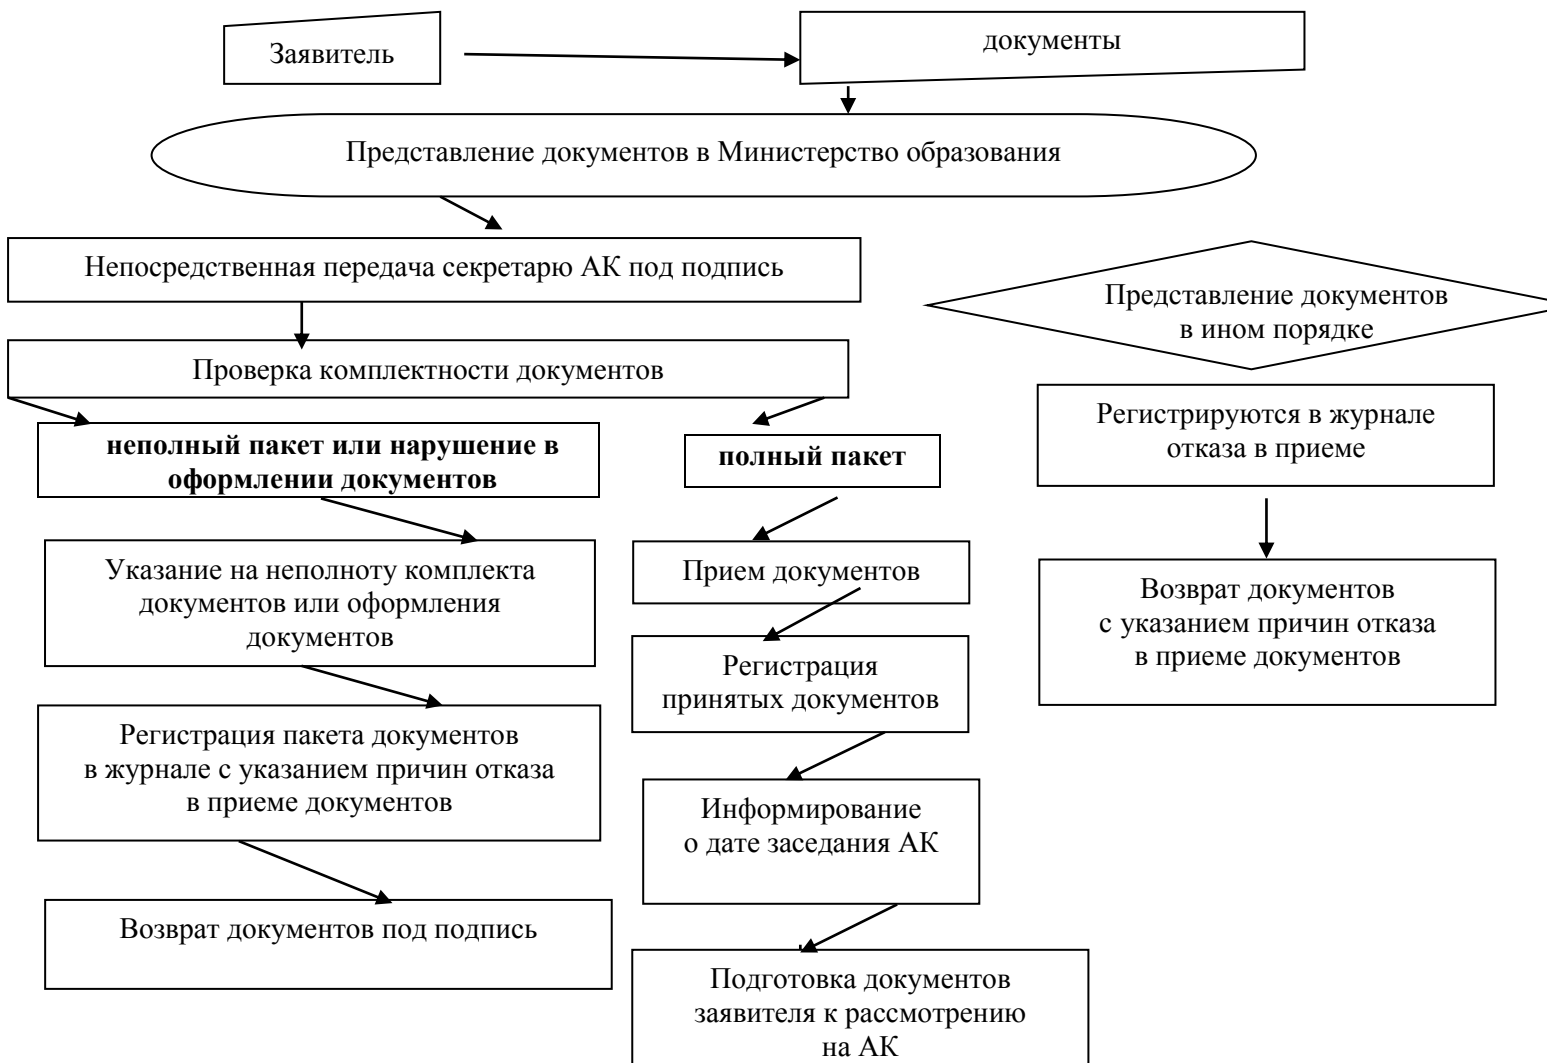 Заявитель
документы
Представление документов в Министерство образования
Непосредственная передача секретарю АК под подпись
Представление документов
в ином порядке
Проверка комплектности документов
неполный пакет или нарушение в
оформлении документов
полный пакет
Регистрируются в журнале
отказа в приеме
Указание на неполноту комплекта
документов или оформления
документов
Прием документов
Возврат документов
с указанием причин отказа
в приеме документов
Регистрация
принятых документов
Регистрация пакета документов
в журнале с указанием причин отказа
в приеме документов
Информирование
о дате заседания АК
Возврат документов под подпись
Подготовка документов
заявителя к рассмотрению
на АК